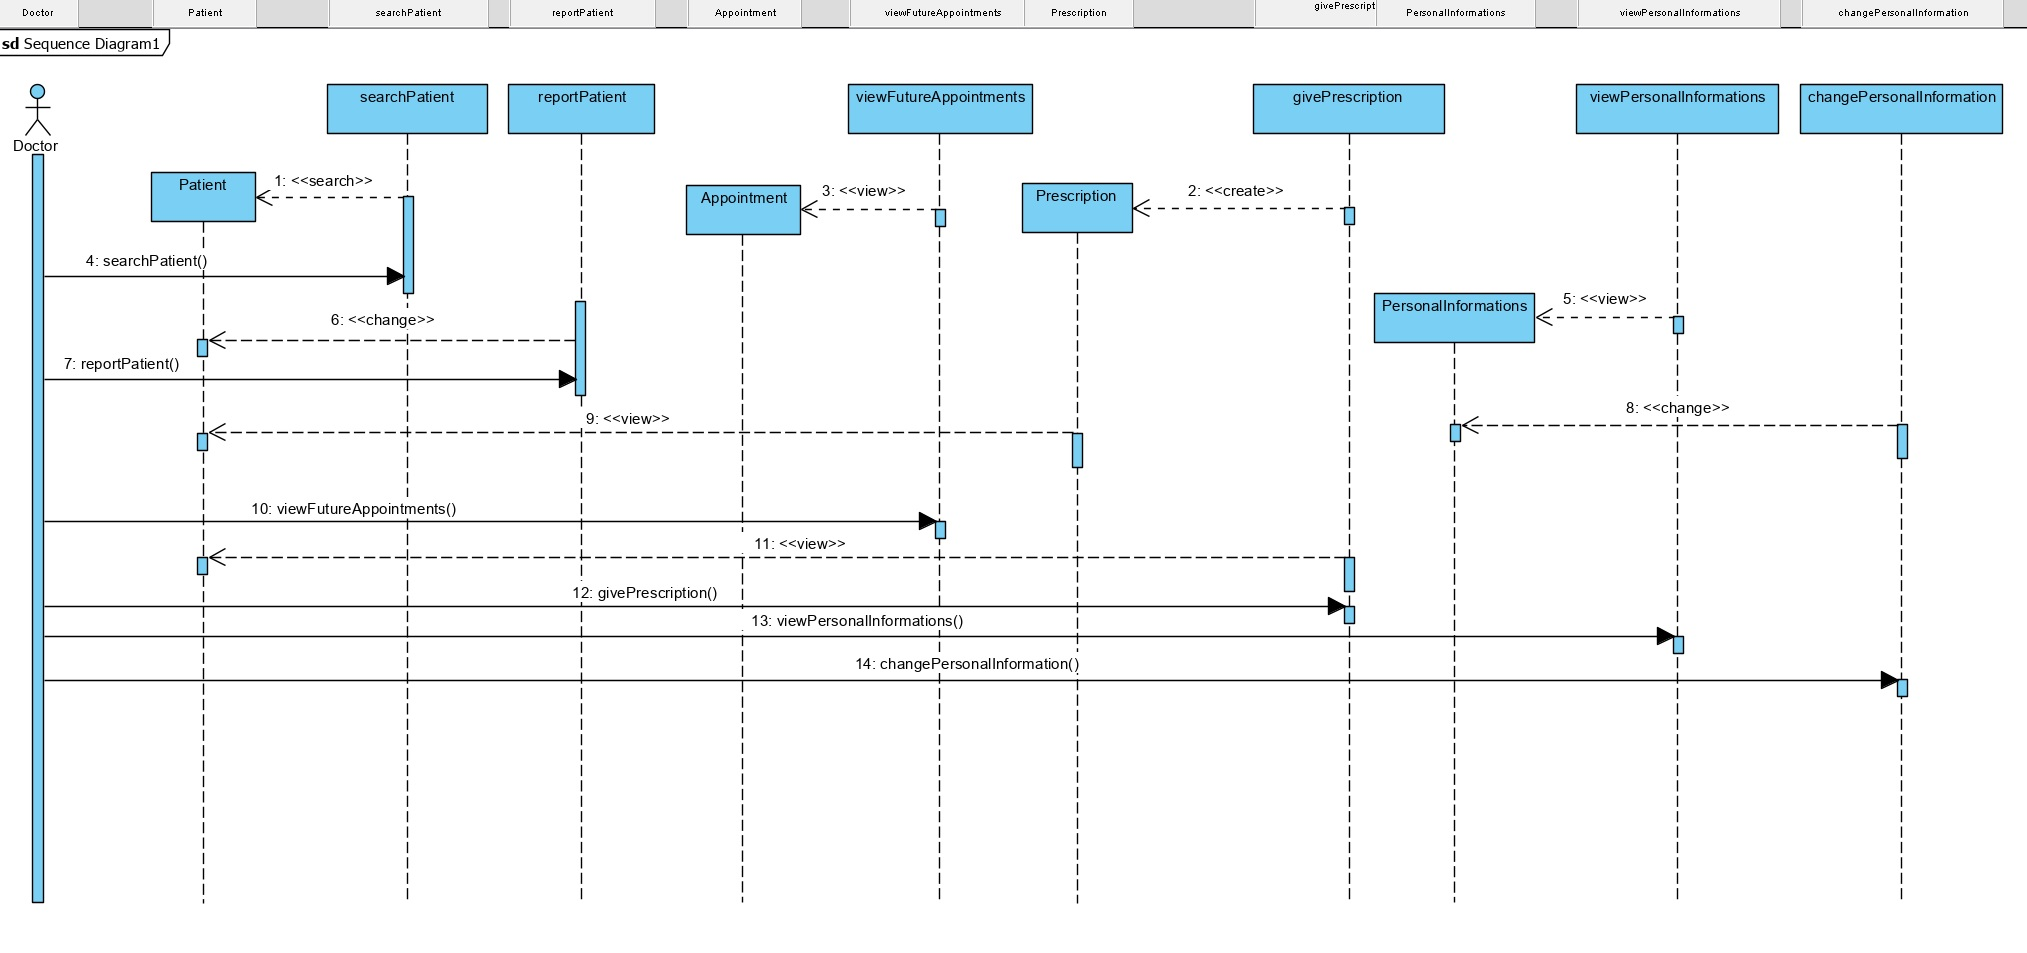 Doctor
Patient
searchPatient
reportPatient
Appointment
viewFutureAppointments
Prescription
givePrescript
PersonalInformations
viewPersonalInformations
changePersonalInformation
sd Sequence Diagram1
searchPatient
reportPatient
viewFutureAppointments
givePrescription
viewPersonalInformations
changePersonalInformation
Doctor
Patient
1: <<search>>
Appointment
3: <<view>>
Prescription
2: <<create>>
4: searchPatient()
PersonalInformations
5: <<view>>
6: <<change>>
7: reportPatient()
9: <<view>>
8: <<change>>
10: viewFutureAppointments()
11: <<view>>
12: givePrescription()
13: viewPersonalInformations()
14: changePersonalInformation()